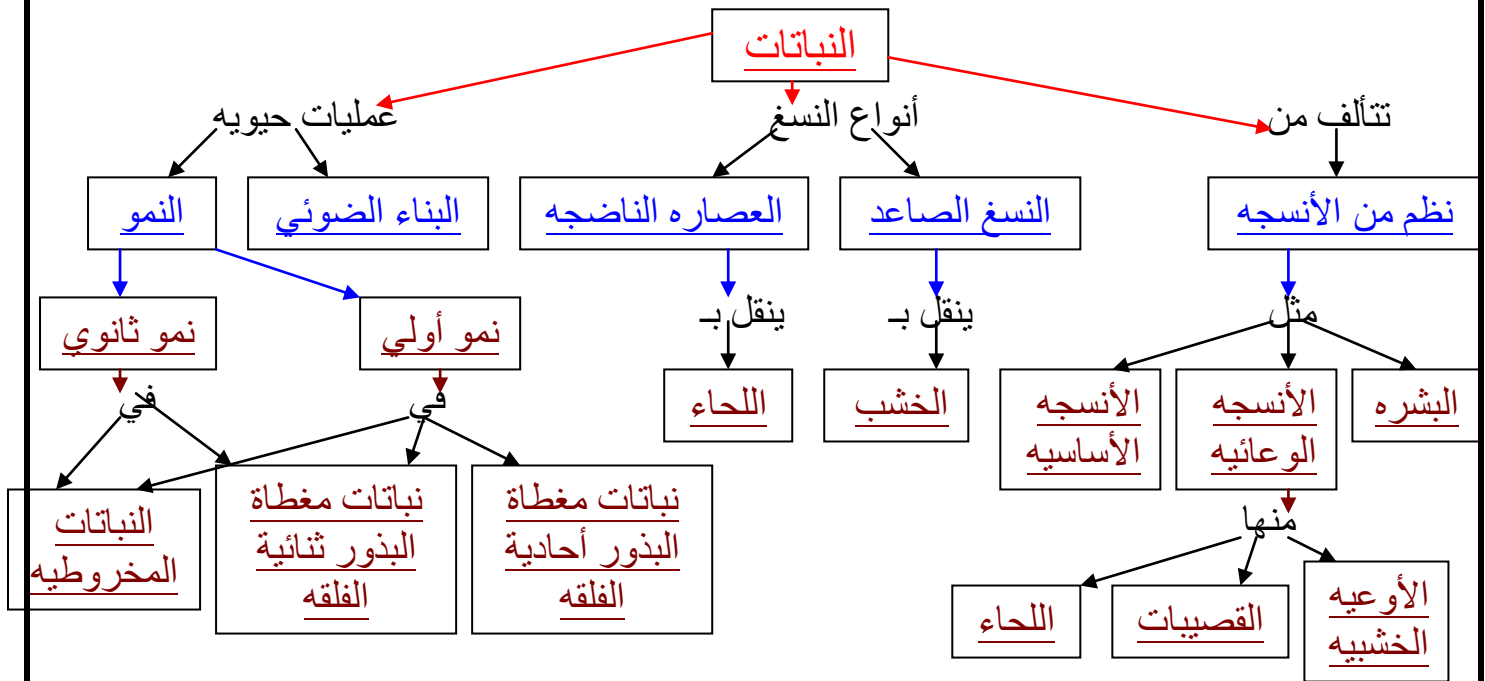 النباتات
تتألف من
أنواع النسغ
عمليات حيويه
نظم من الأنسجه
النسغ الصاعد
العصاره الناضجه
البناء الضوئي
النمو
مثل
ينقل بـ
ينقل بـ
نمو أولي
نمو ثانوي
البشره
الأنسجه
الوعائيه
الأنسجه
الأساسيه
الخشب
اللحاء
في
في
نباتات مغطاة
البذور أحادية
الفلقه
نباتات مغطاة
البذور ثنائية
الفلقه
النباتات
المخروطيه
منها
الأوعيه
الخشبيه
القصيبات
اللحاء